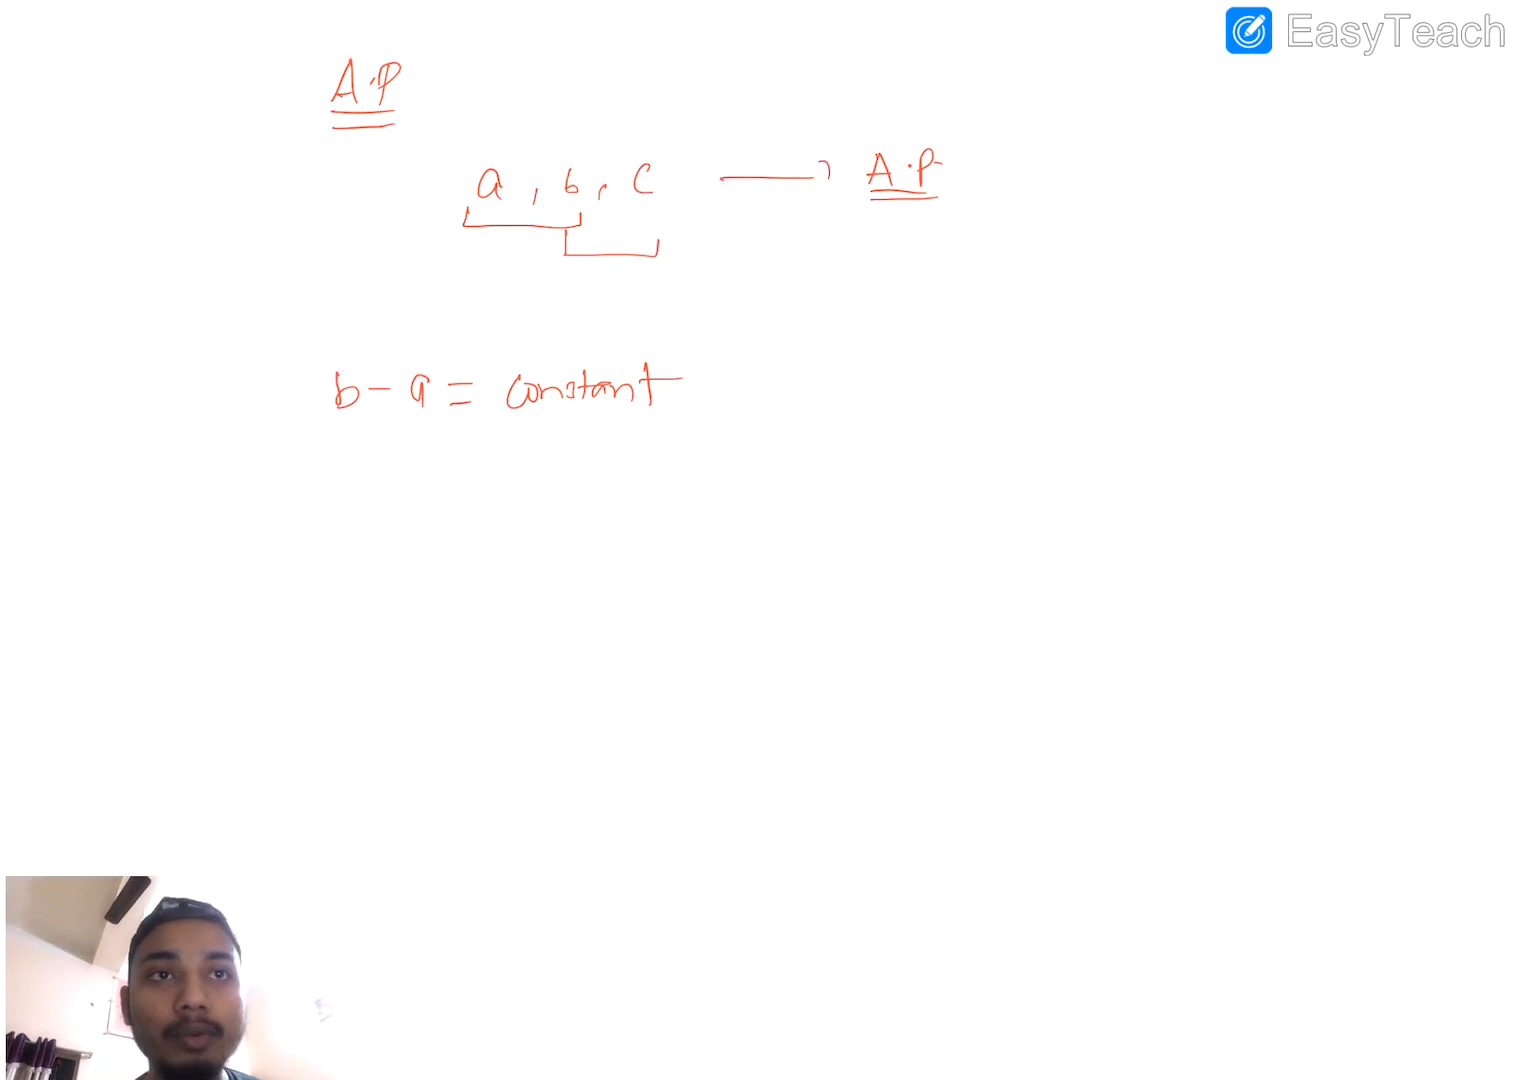 EasyTeach
A.P
a, b, c → A.P
b - a = constant